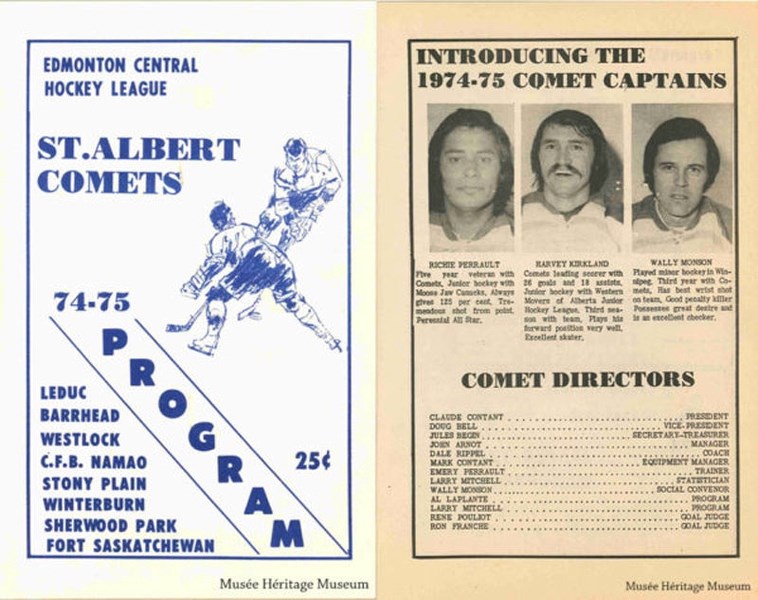 EDMONTON CENTRAL
HOCKEY LEAGUE
ST.ALBERT
COMETS
74-75
PROGRAM
LEDUC
BARRHEAD
WESTLOCK
C.F.B. NAMAO
STONY PLAIN
WINTERBURN
SHERWOOD PARK
FORT SASKATCHEWAN
25¢
Musée Héritage Museum
INTRODUCING THE
1974-75 COMET CAPTAINS
RICHIE PERRAULT
Five year veteran with
Comets, Junior hockey with
Moose Jaw Canucks, Always
gives 125 per cent, Tre-
mendous shot from point.
Perennial All Star.
HARVEY KIRKLAND
Comets leading scorer with
26 goals and 18 assists,
Junior hockey with Western
Movers of Alberta Junior
Hockey League. Third sea-
son with team, Plays his
forward position very well.
Excellent skater.
WALLY MONSON
Played minor hockey in Win-
nipeg. Third year with Co-
mets, Has best wrist shot
on team, Good penalty killer
Possesses great desire and
is an excellent checker.
COMET DIRECTORS
CLAUDE CONTANT PRESIDENT
DOUG BELL VICE-PRESIDENT
JULES BEGIN SECRETARY-TREASURER
JOHN ARNOT MANAGER
DALE RIPPEL COACH
MARK CONTANT EQUIPMENT MANAGER
EMERY PERRAULT TRAINER
LARRY MITCHELL STATISTICIAN
WALLY MONSON SOCIAL CONVENOR
AL LAPLANTE PROGRAM
LARRY MITCHELL PROGRAM
RENE POULIOT GOAL JUDGE
RON FRANCHE GOAL JUDGE
Musée Héritage Museum